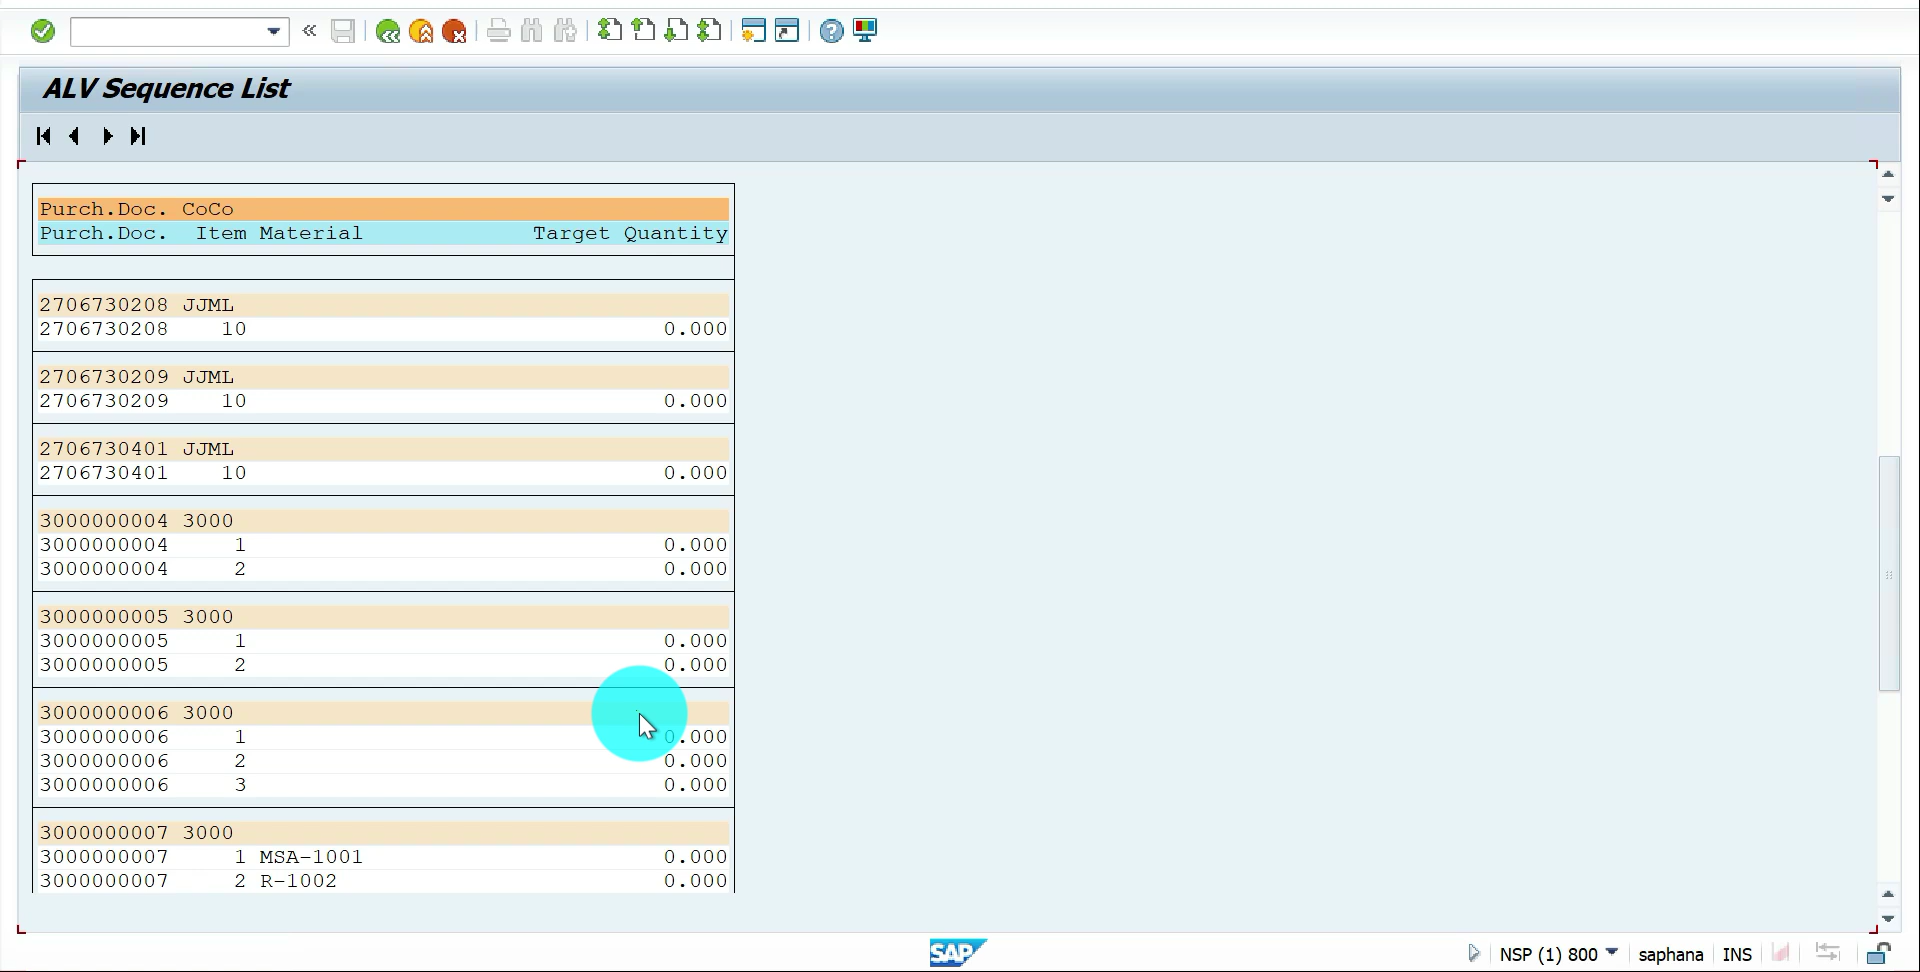 ALV Sequence List
Purch.Doc. CoCo
Purch.Doc. Item Material Target Quantity
2706730208 JJML
2706730208 10 0.000
2706730209 JJML
2706730209 10 0.000
2706730401 JJML
2706730401 10 0.000
3000000004 3000
3000000004 1 0.000
3000000004 2 0.000
3000000005 3000
3000000005 1 0.000
3000000005 2 0.000
3000000006 3000
3000000006 1 0.000
3000000006 2 0.000
3000000006 3 0.000
3000000007 3000
3000000007 1 MSA-1001 0.000
3000000007 2 R-1002 0.000
SAP NSP (1) 800 saphana INS